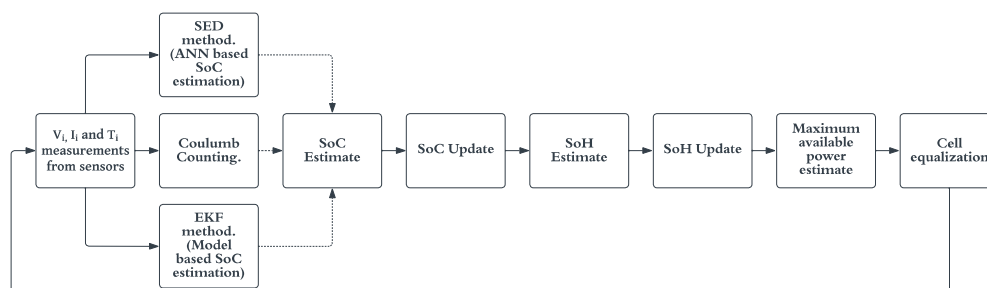 SED
method.
(ANN based
SoC
estimation)
Vᵢ, Iᵢ and Tᵢ
measurements
from sensors
Coulumb
Counting.
SoC
Estimate
SoC Update
SoH
Estimate
SoH Update
Maximum
available
power
estimate
Cell
equalization
EKF
method.
(Model
based SoC
estimation)